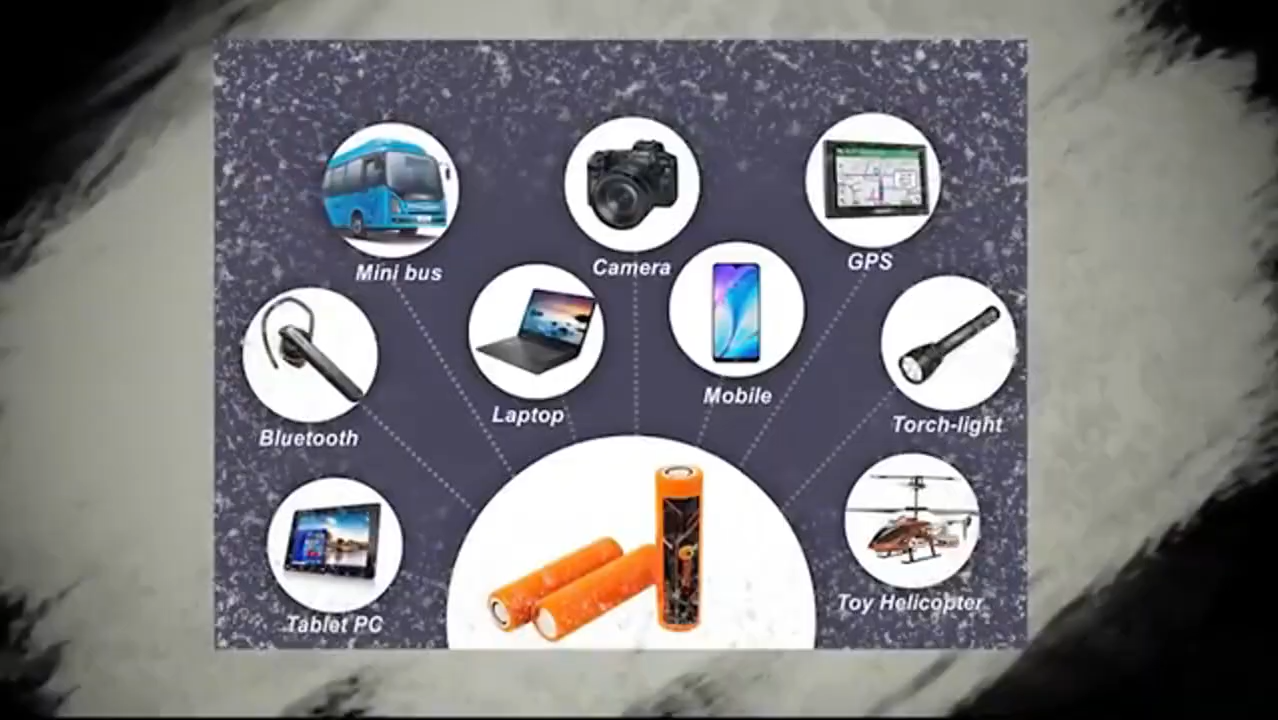 Mini bus
Camera
GPS
Bluetooth
Laptop
Mobile
Torch-light
Tablet PC
Toy Helicopter